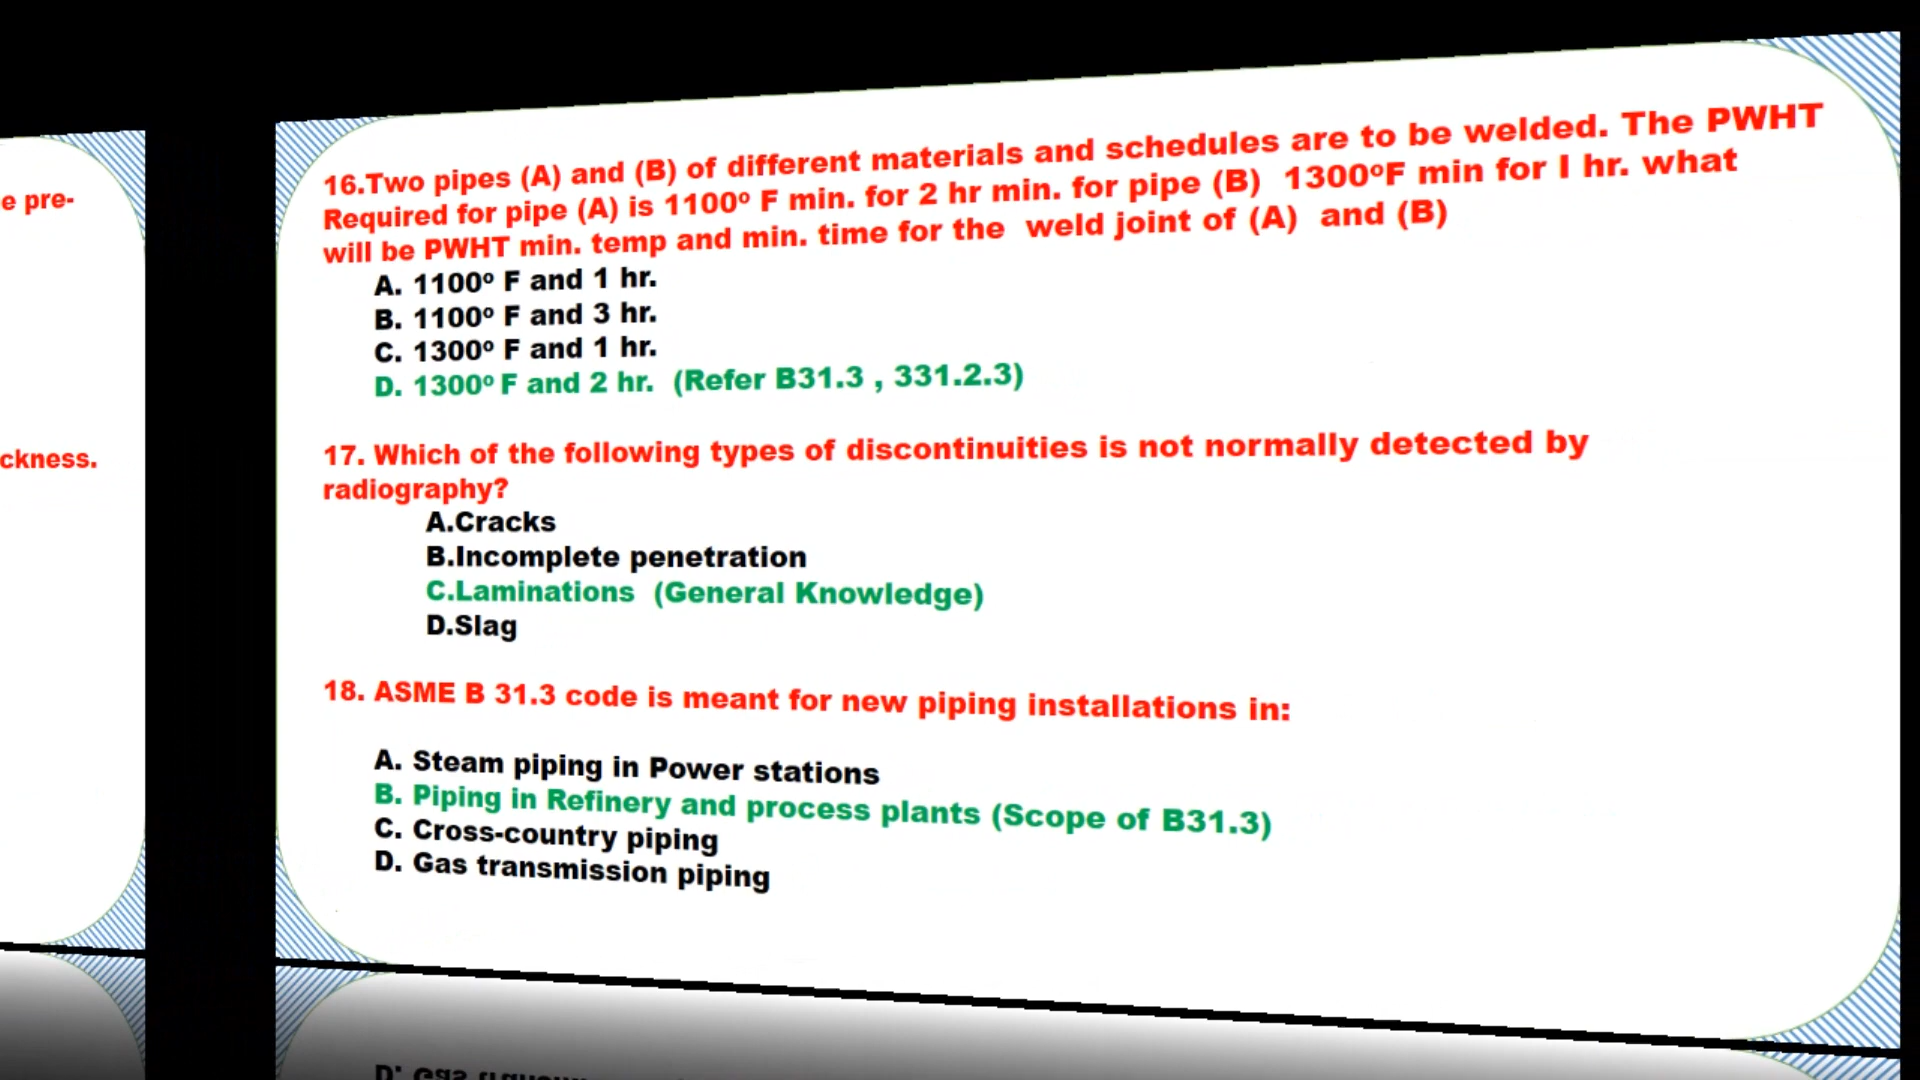 e pre-
ckness.
16.Two pipes (A) and (B) of different materials and schedules are to be welded. The PWHT
Required for pipe (A) is 1100º F min. for 2 hr min. for pipe (B) 1300ºF min for I hr. what
will be PWHT min. temp and min. time for the weld joint of (A) and (B)
A. 1100º F and 1 hr.
B. 1100º F and 3 hr.
C. 1300º F and 1 hr.
D. 1300º F and 2 hr. (Refer B31.3 , 331.2.3)
17. Which of the following types of discontinuities is not normally detected by
radiography?
A.Cracks
B.Incomplete penetration
C.Laminations (General Knowledge)
D.Slag
18. ASME B 31.3 code is meant for new piping installations in:
A. Steam piping in Power stations
B. Piping in Refinery and process plants (Scope of B31.3)
C. Cross-country piping
D. Gas transmission piping